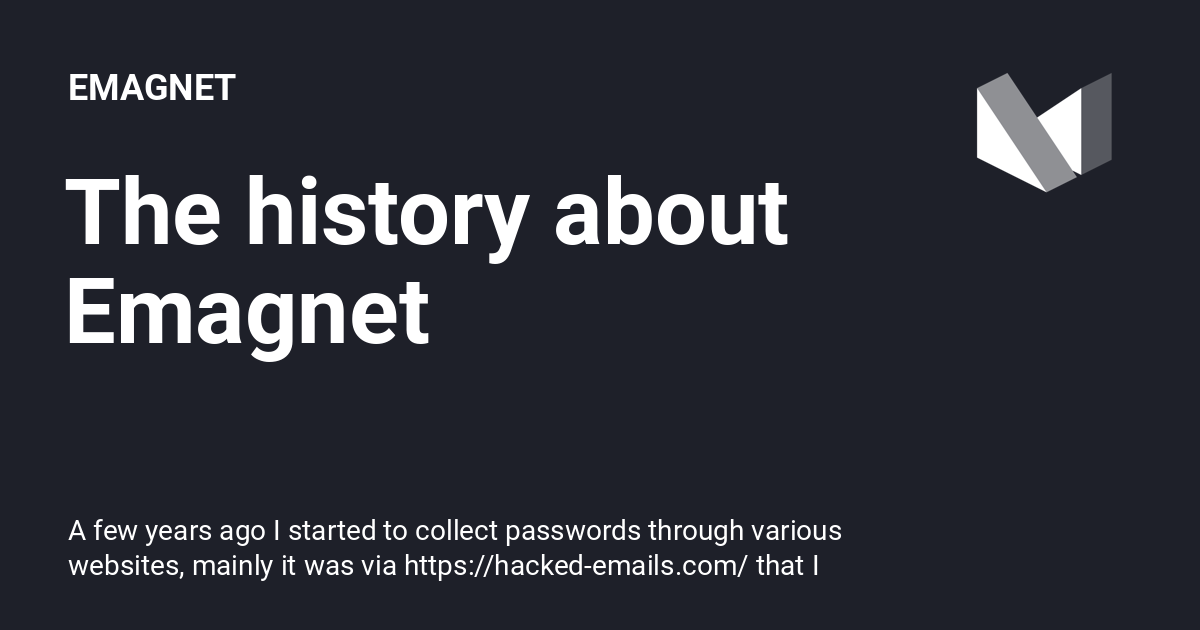 EMAGNET
The history about
Emagnet
A few years ago I started to collect passwords through various
websites, mainly it was via https://hacked-emails.com/ that I